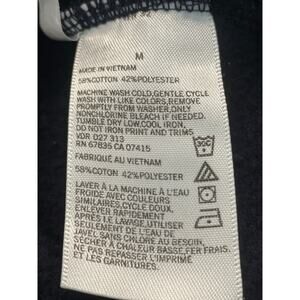 M
MADE IN VIETNAM
58%COTTON 42%POLYESTER
MACHINE WASH COLD,GENTLE CYCLE
WASH WITH LIKE COLORS,REMOVE
PROMPTLY FROM WASHER,ONLY
NONCHLORINE BLEACH IF NEEDED.
TUMBLE DRY LOW,COOL IRON,
DO NOT IRON PRINT AND TRIMS
VDR 027 313
RN 67835 CA 07415
30C
FABRIQUÉ AU VIETNAM
58%COTON 42%POLYESTER
LAVER À LA MACHINE À L'EAU
FROIDE AVEC COULEURS
SIMILAIRES,CYCLE DOUX,
ENLEVER RAPIDEMENT
APRÈS LE LAVAGE,UTILISER
SEULEMENT DE L'EAU DE
JAVEL SANS CHLORE AU BESOIN,
SÉCHER À CHALEUR BASSE,FER FRAIS,
NE PAS REPASSER L'IMPRIMÉ
ET LES GARNITURES.